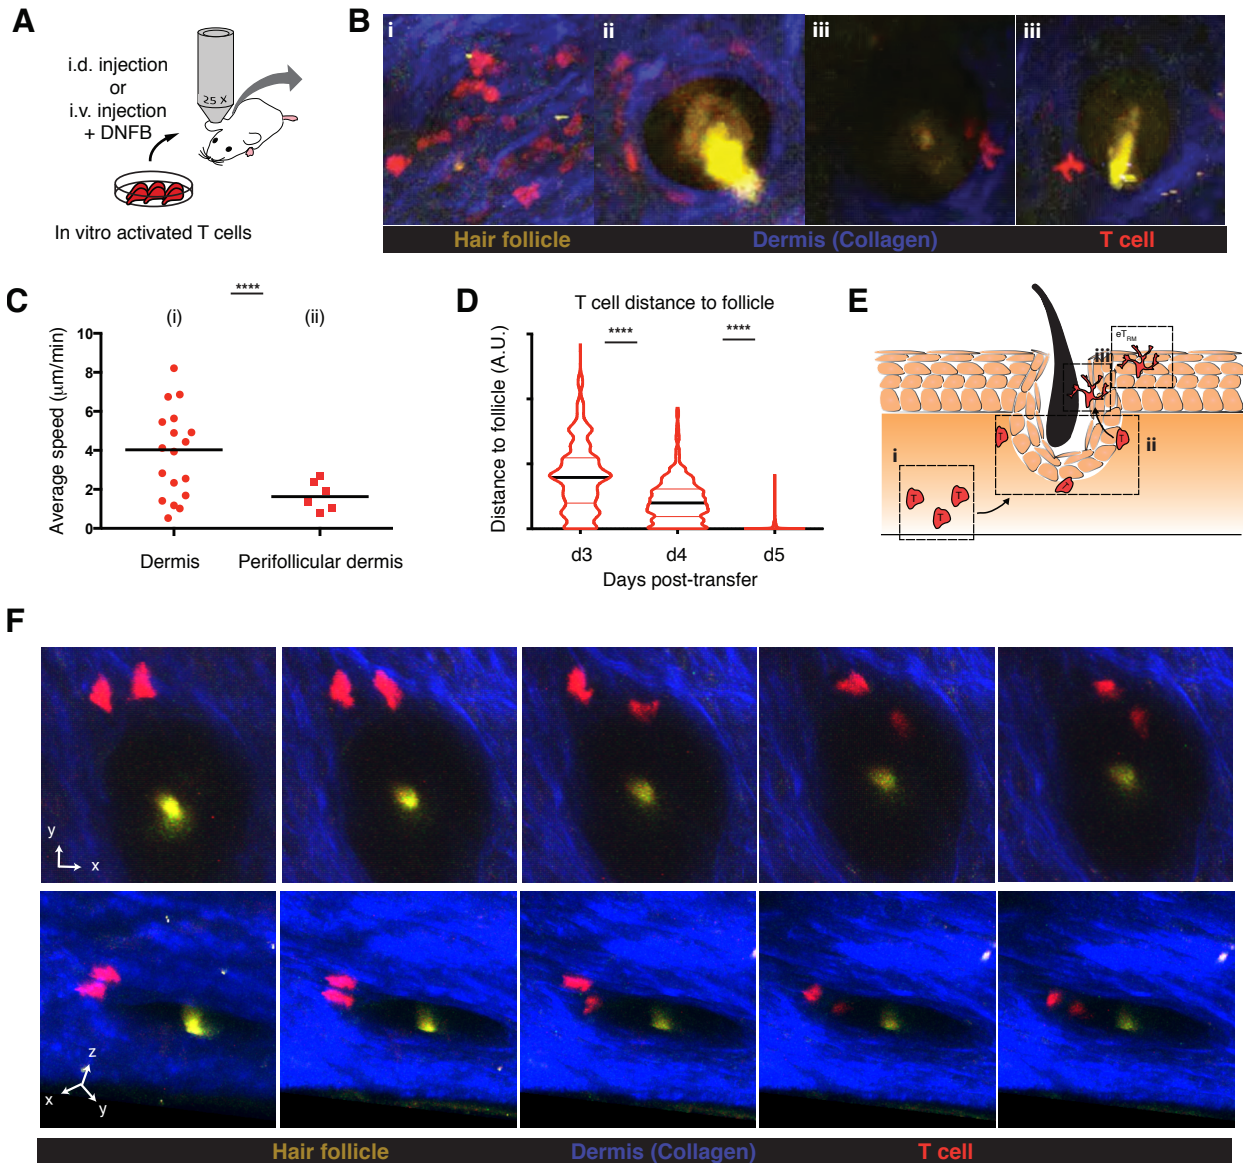 A
i.d. injection
or
i.v. injection
+ DNFB
25 X
In vitro activated T cells
B
i
ii
iii
iii
Hair follicle
Dermis (Collagen)
T cell
C
****
(i)
(ii)
Average speed (μm/min)
10
8
6
4
2
0
Dermis
Perifollicular dermis
D
T cell distance to follicle
****
****
Distance to follicle (A.U.)
d3
d4
d5
Days post-transfer
E
eTRM
iii
ii
i
T
T
T
T
T
T
F
y
x
z
x
y
Hair follicle
Dermis (Collagen)
T cell